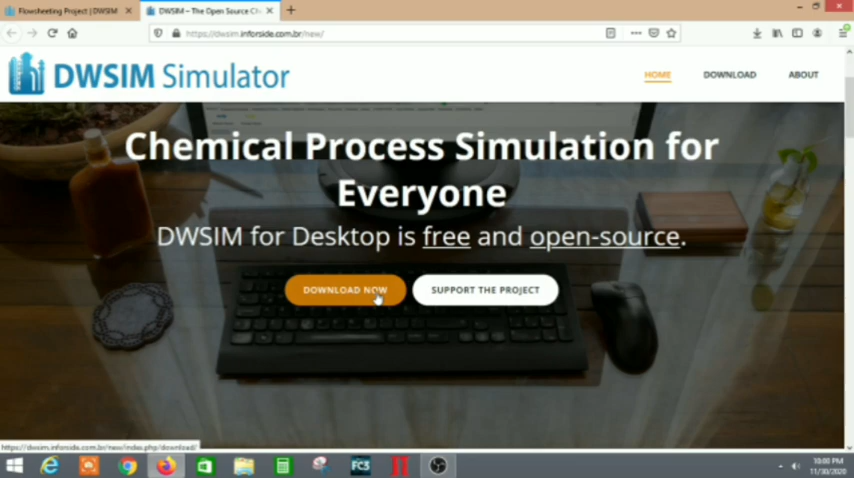 Flowsheeting Project | DWSIM
DWSIM – The Open Source Ch
https://dwsim.inforside.com.br/new/
DWSIM Simulator
HOME
DOWNLOAD
ABOUT
Chemical Process Simulation for
Everyone
DWSIM for Desktop is free and open-source.
DOWNLOAD NOW
SUPPORT THE PROJECT
https://dwsim.inforside.com.br/new/index.php/download/
FC3
10:00 PM
11/30/2020